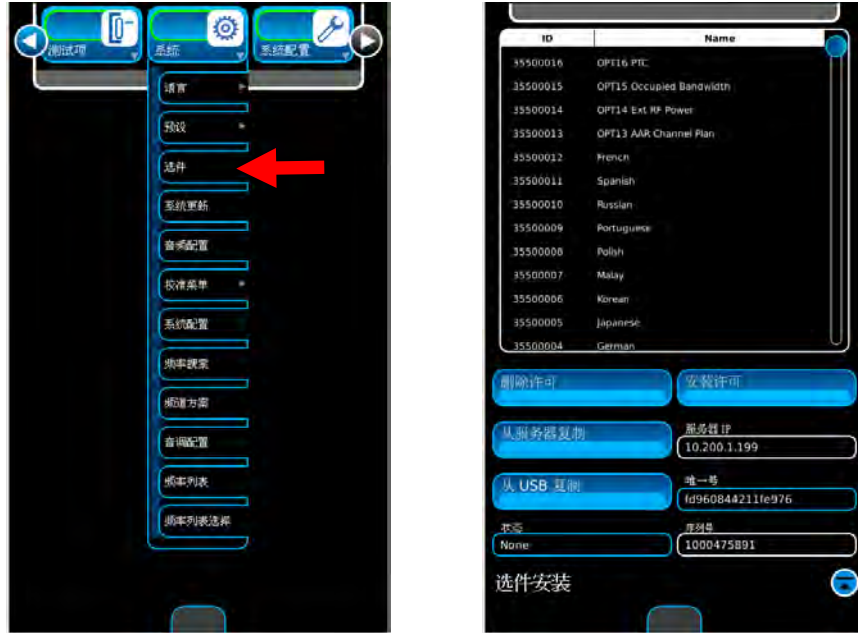 测试项
系统
系统配置
语言
预设
选件
系统更新
音频配置
校准菜单
系统配置
频率搜索
频道方案
音调配置
频率列表
频率列表选择
ID Name
35500016 OPT16 PTC
35500015 OPT15 Occupied Bandwidth
35500014 OPT14 Ext RF Power
35500013 OPT13 AAR Channel Plan
35500012 French
35500011 Spanish
35500010 Russian
35500009 Portuguese
35500008 Polish
35500007 Malay
35500006 Korean
35500005 Japanese
35500004 German
删除许可 安装许可
从服务器复制
服务器 IP
10.200.1.199
从 USB 复制
唯一号
fd960844211fe976
状态
None
序列号
1000475891
选件安装